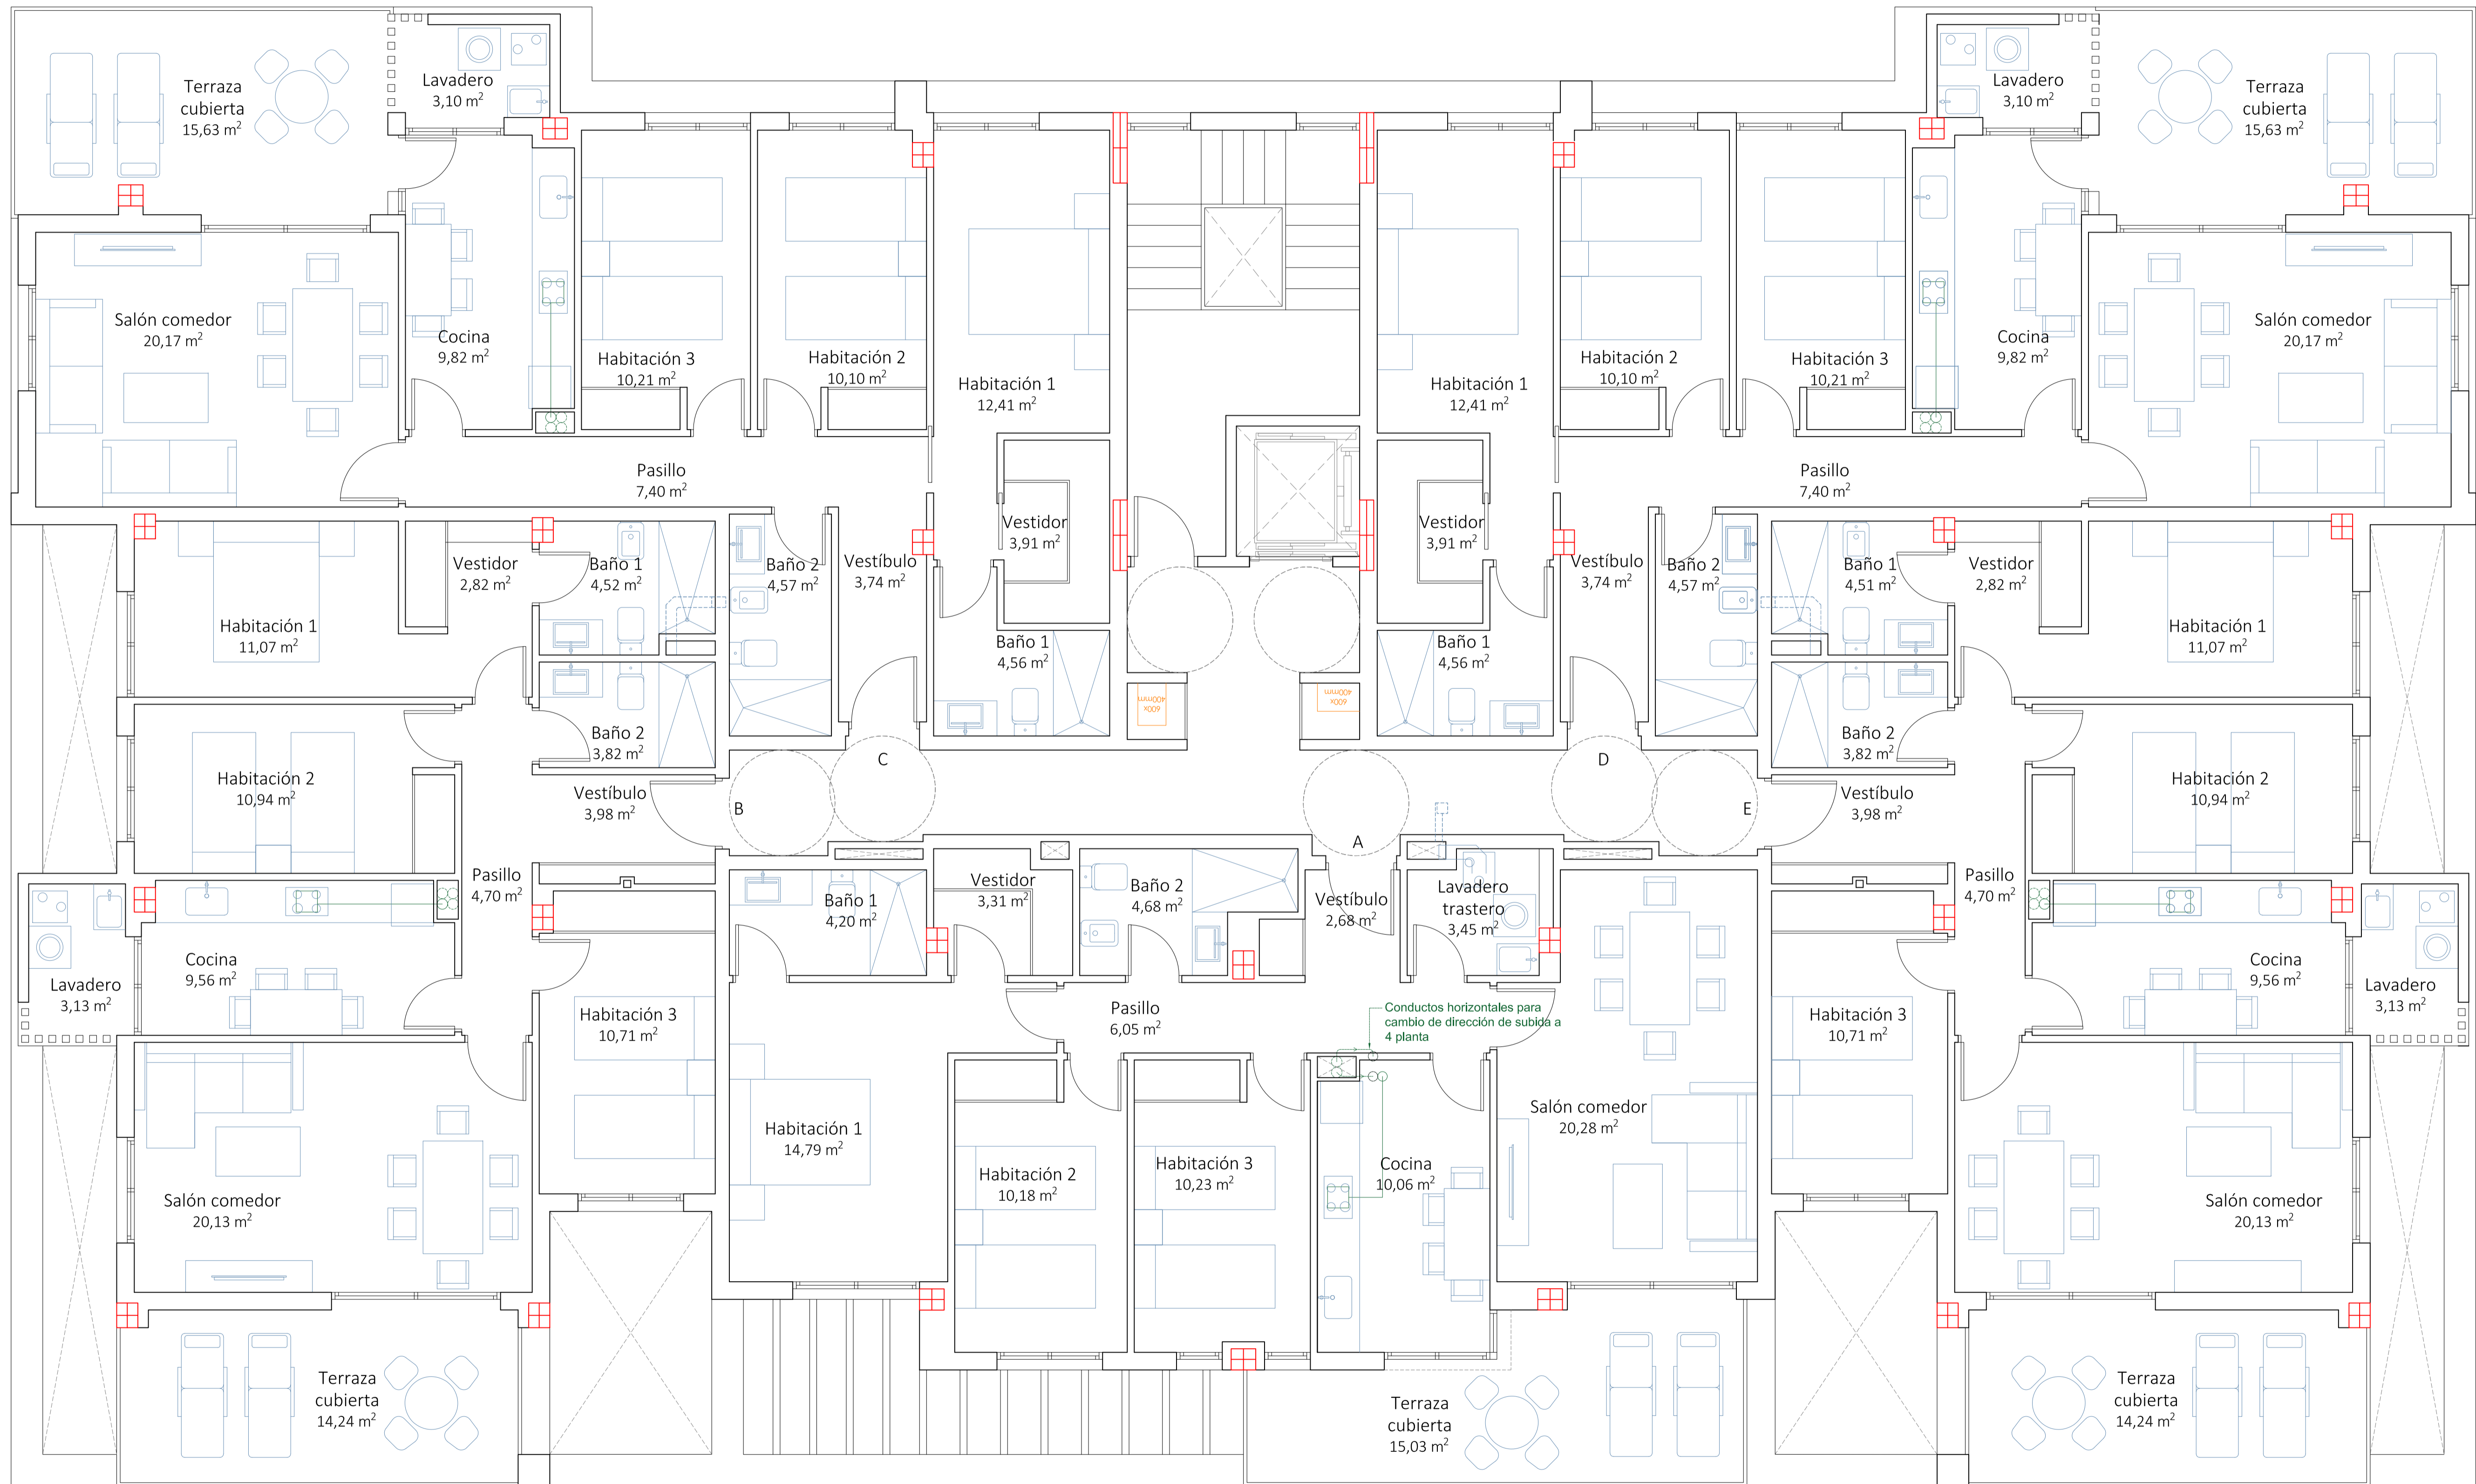 Terraza
cubierta
15,63 m²
Lavadero
3,10 m²
Lavadero
3,10 m²
Terraza
cubierta
15,63 m²
Salón comedor
20,17 m²
Cocina
9,82 m²
Habitación 3
10,21 m²
Habitación 2
10,10 m²
Habitación 1
12,41 m²
Habitación 1
12,41 m²
Habitación 2
10,10 m²
Habitación 3
10,21 m²
Cocina
9,82 m²
Salón comedor
20,17 m²
Pasillo
7,40 m²
Pasillo
7,40 m²
Vestidor
3,91 m²
Vestidor
3,91 m²
Habitación 1
11,07 m²
Vestidor
2,82 m²
Baño 1
4,52 m²
Baño 2
4,57 m²
Vestíbulo
3,74 m²
Baño 1
4,56 m²
Baño 1
4,56 m²
Vestíbulo
3,74 m²
Baño 2
4,57 m²
Baño 1
4,51 m²
Vestidor
2,82 m²
Habitación 1
11,07 m²
600x
400mm
600x
400mm
Habitación 2
10,94 m²
Baño 2
3,82 m²
Vestíbulo
3,98 m²
B
C
A
D
E
Baño 2
3,82 m²
Vestíbulo
3,98 m²
Habitación 2
10,94 m²
Pasillo
4,70 m²
Baño 1
4,20 m²
Vestidor
3,31 m²
Baño 2
4,68 m²
Vestíbulo
2,68 m²
Lavadero
trastero
3,45 m²
Pasillo
4,70 m²
Lavadero
3,13 m²
Cocina
9,56 m²
Habitación 3
10,71 m²
Pasillo
6,05 m²
Conductos horizontales para
cambio de dirección de subida a
4 planta
Habitación 3
10,71 m²
Cocina
9,56 m²
Lavadero
3,13 m²
Salón comedor
20,13 m²
Habitación 1
14,79 m²
Habitación 2
10,18 m²
Habitación 3
10,23 m²
Cocina
10,06 m²
Salón comedor
20,28 m²
Salón comedor
20,13 m²
Terraza
cubierta
14,24 m²
Terraza
cubierta
15,03 m²
Terraza
cubierta
14,24 m²